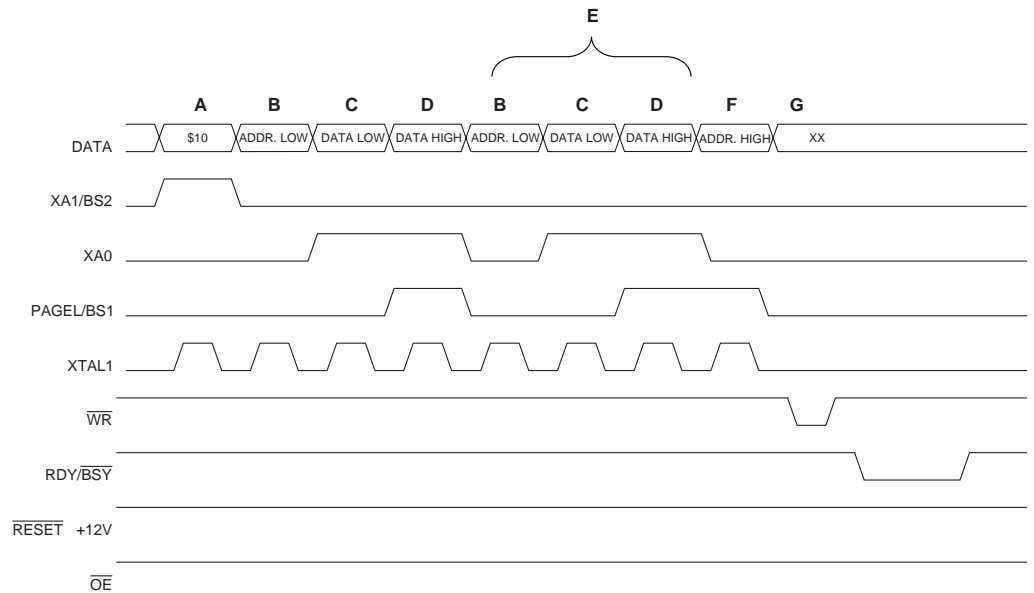 E
A B C D B C D F G
DATA $10 ADDR. LOW DATA LOW DATA HIGH ADDR. LOW DATA LOW DATA HIGH ADDR. HIGH XX
XA1/BS2
XA0
PAGEL/BS1
XTAL1
WR
RDY/BSY
RESET +12V
OE